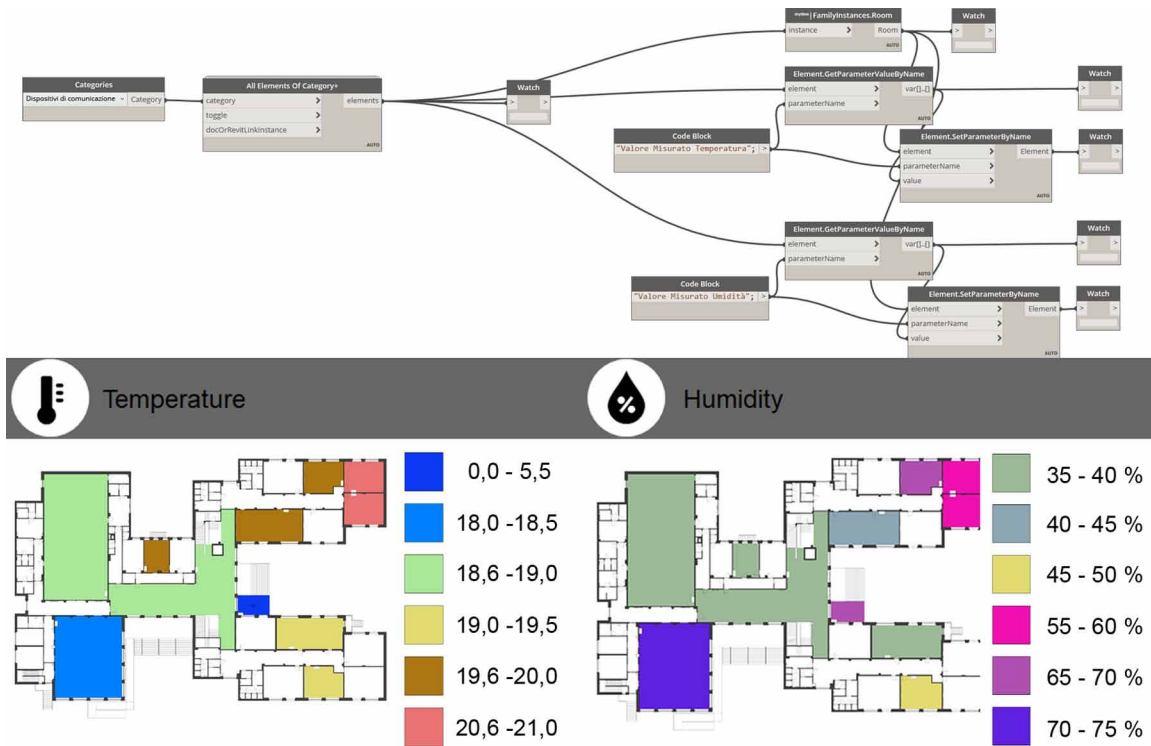 FamilyInstances.Room
instance > Room >
AUTO
Watch
> >
Categories
Dispositivi di comunicazione Category
All Elements Of Category+
category > elements >
toggle >
docOrRevitLinkInstance >
AUTO
Watch
> >
Element.GetParameterValueByName
element > var[]..[] >
parameterName >
AUTO
Watch
> >
Code Block
"Valore Misurato Temperatura"; >
Element.SetParameterByName
element > Element >
parameterName >
value >
AUTO
Watch
> >
Element.GetParameterValueByName
element > var[]..[] >
parameterName >
AUTO
Watch
> >
Code Block
"Valore Misurato Umidità"; >
Element.SetParameterByName
element > Element >
parameterName >
value >
AUTO
Watch
> >
Temperature
% Humidity
0,0 - 5,5
18,0 -18,5
18,6 -19,0
19,0 -19,5
19,6 -20,0
20,6 -21,0
35 - 40 %
40 - 45 %
45 - 50 %
55 - 60 %
65 - 70 %
70 - 75 %